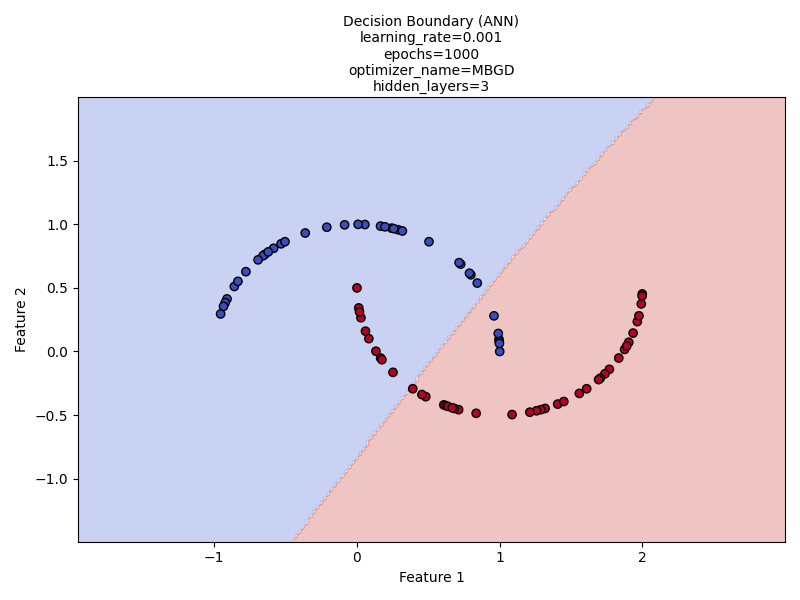 Decision Boundary (ANN)
learning_rate=0.001
epochs=1000
optimizer_name=MBGD
hidden_layers=3
1.5
1.0
0.5
0.0
−0.5
−1.0
Feature 2
−1
0
1
2
Feature 1